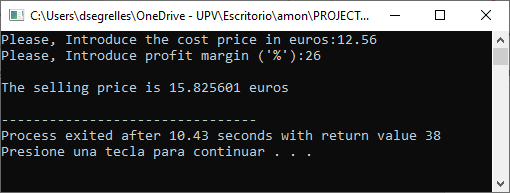 C:\Users\dsegrelles\OneDrive - UPV\Escritorio\amon\PROJECT...
Please, Introduce the cost price in euros:12.56
Please, Introduce profit margin ('%'):26
The selling price is 15.825601 euros
--------------------------------
Process exited after 10.43 seconds with return value 38
Presione una tecla para continuar . . .